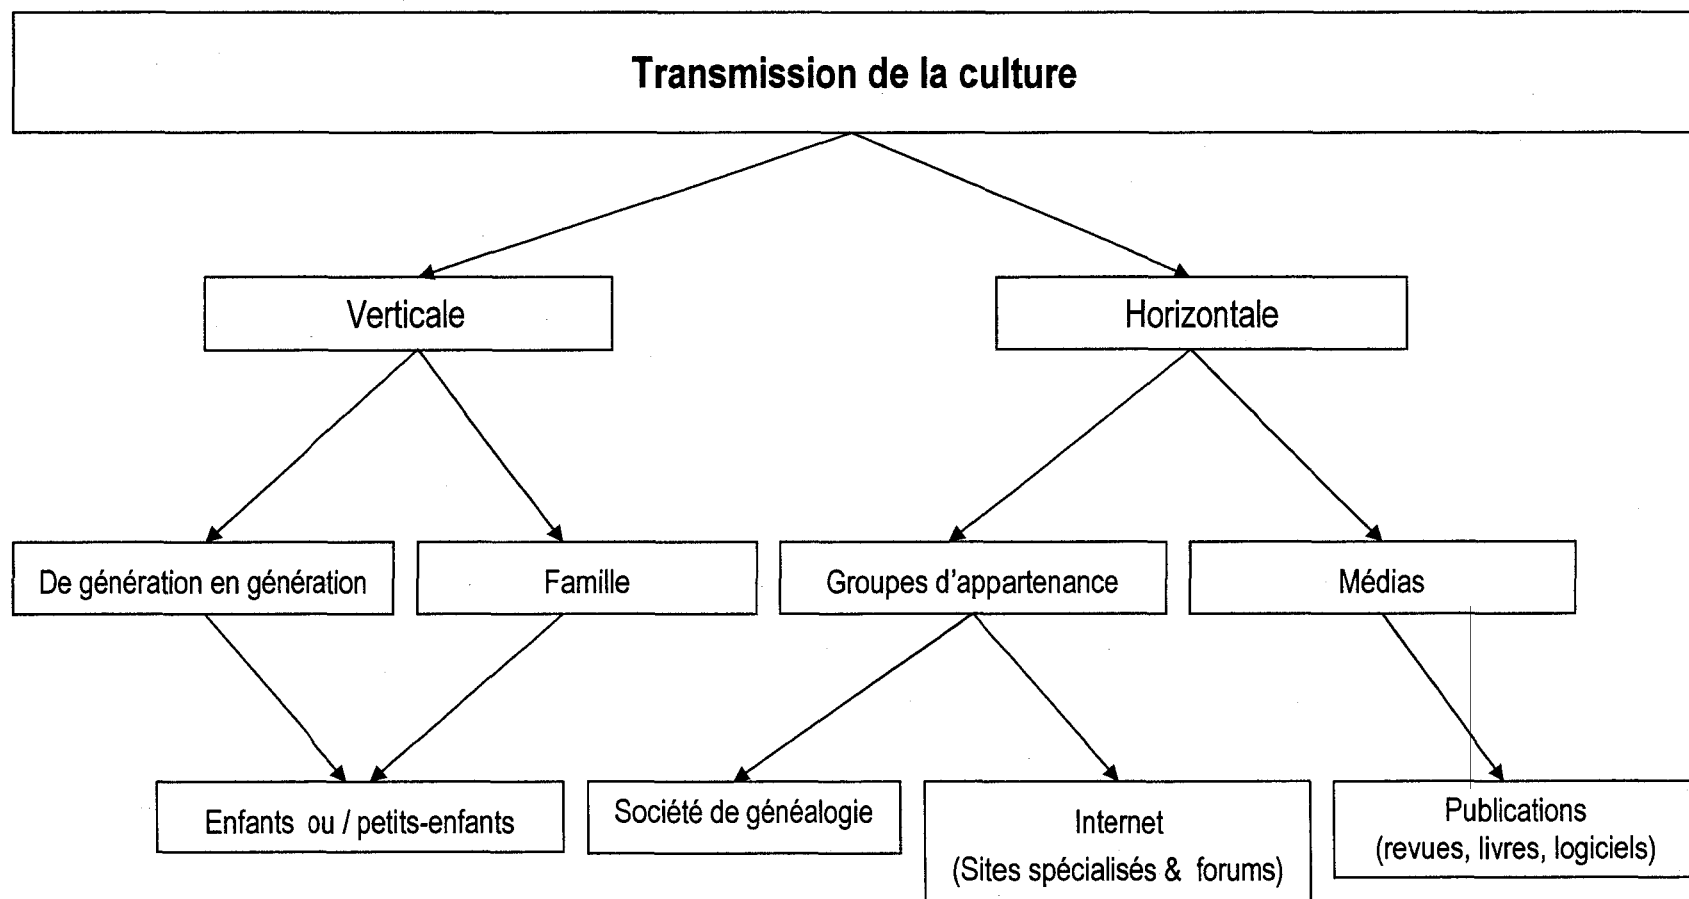 Transmission de la culture
Verticale
Horizontale
De génération en génération
Famille
Groupes d'appartenance
Médias
Enfants ou / petits-enfants
Société de généalogie
Internet
(Sites spécialisés & forums)
Publications
(revues, livres, logiciels)